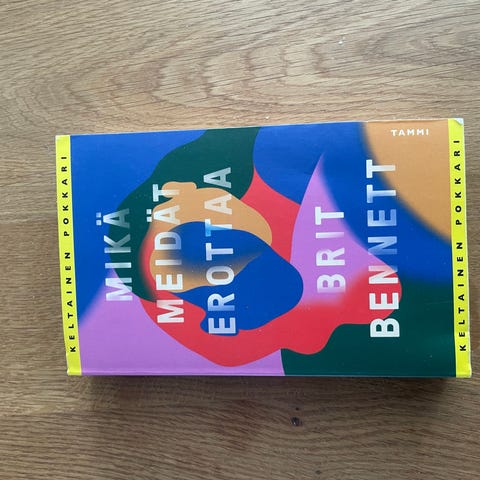 KELTAINEN POKKARI
MIKÄ
MEIDÄT
EROTTAA
BRIT
BENNETT
TAMMI
KELTAINEN POKKARI